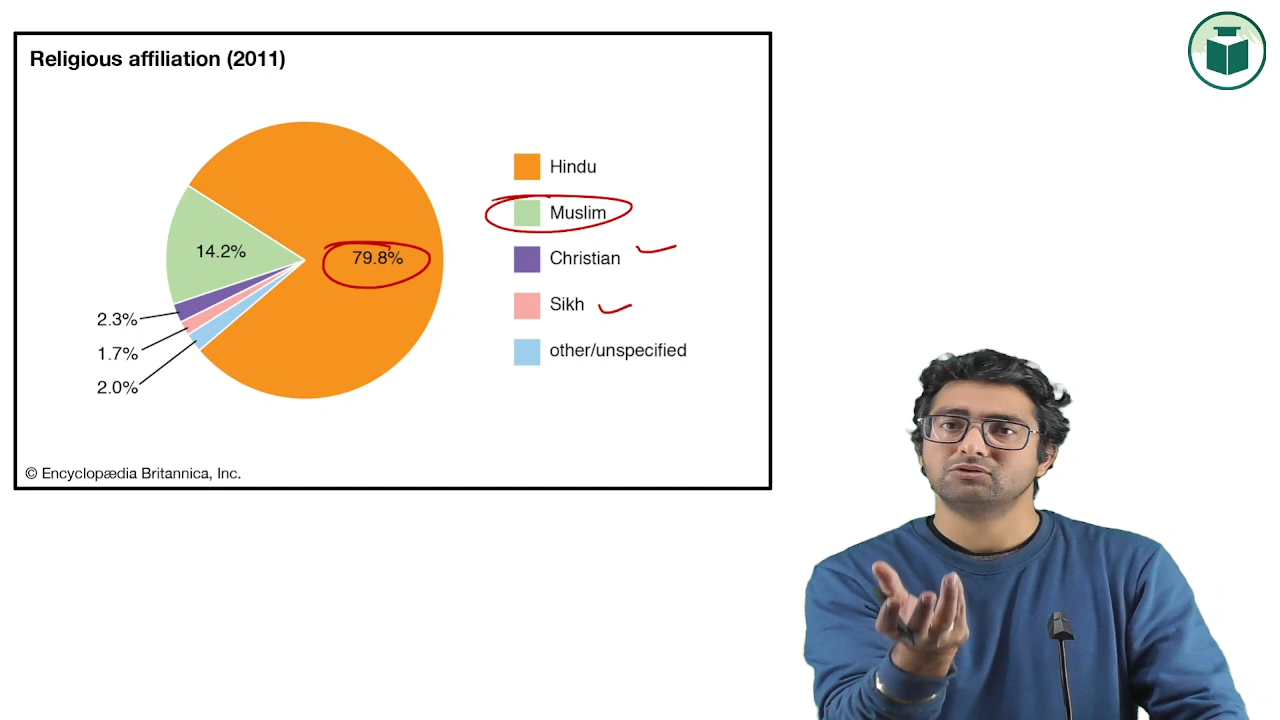 Religious affiliation (2011)
Hindu
Muslim
Christian
Sikh
other/unspecified
79.8%
14.2%
2.3%
1.7%
2.0%
© Encyclopædia Britannica, Inc.